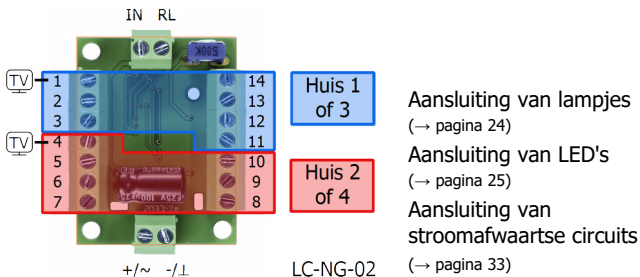 IN RL
500K
TV 1 14
2 13
3 12
TV 4 11
5 10
6 9
7 8
Huis 1
of 3
Huis 2
of 4
+/~ -/⊥
LC-NG-02
Aansluiting van lampjes
(→ pagina 24)
Aansluiting van LED's
(→ pagina 25)
Aansluiting van
stroomafwaartse circuits
(→ pagina 33)